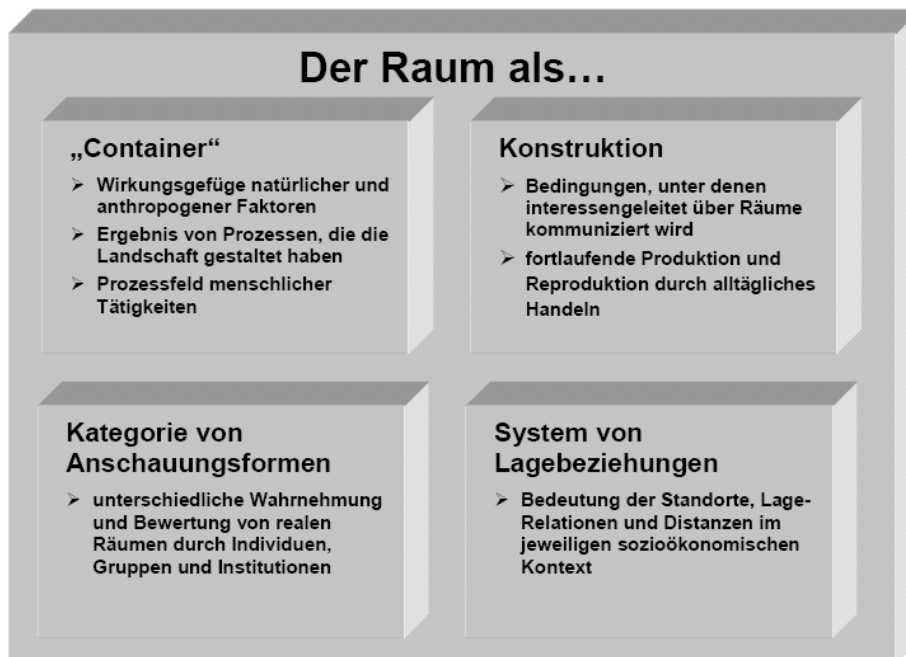 Der Raum als…
„Container“
➢ Wirkungsgefüge natürlicher und
anthropogener Faktoren
➢ Ergebnis von Prozessen, die die
Landschaft gestaltet haben
➢ Prozessfeld menschlicher
Tätigkeiten
Konstruktion
➢ Bedingungen, unter denen
interessengeleitet über Räume
kommuniziert wird
➢ fortlaufende Produktion und
Reproduktion durch alltägliches
Handeln
Kategorie von
Anschauungsformen
➢ unterschiedliche Wahrnehmung
und Bewertung von realen
Räumen durch Individuen,
Gruppen und Institutionen
System von
Lagebeziehungen
➢ Bedeutung der Standorte, Lage-
Relationen und Distanzen im
jeweiligen sozioökonomischen
Kontext